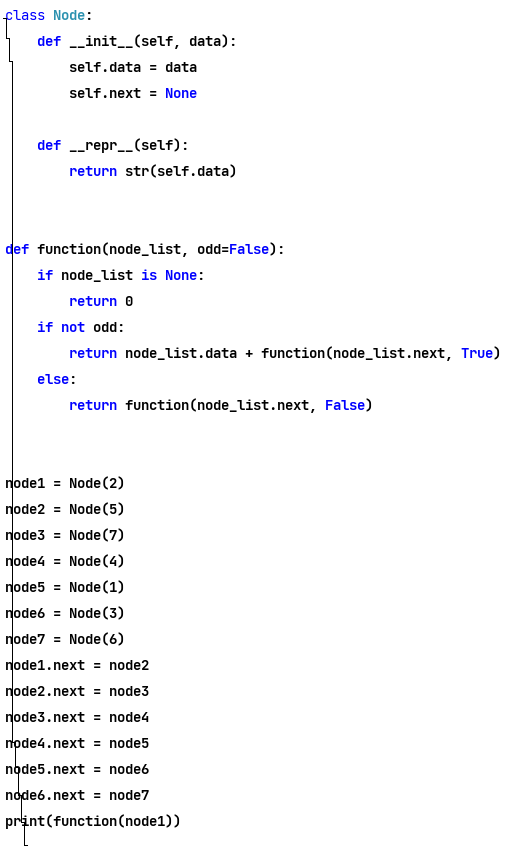 class Node:
    def __init__(self, data):
        self.data = data
        self.next = None

    def __repr__(self):
        return str(self.data)


def function(node_list, odd=False):
    if node_list is None:
        return 0
    if not odd:
        return node_list.data + function(node_list.next, True)
    else:
        return function(node_list.next, False)


node1 = Node(2)
node2 = Node(5)
node3 = Node(7)
node4 = Node(4)
node5 = Node(1)
node6 = Node(3)
node7 = Node(6)
node1.next = node2
node2.next = node3
node3.next = node4
node4.next = node5
node5.next = node6
node6.next = node7
print(function(node1))